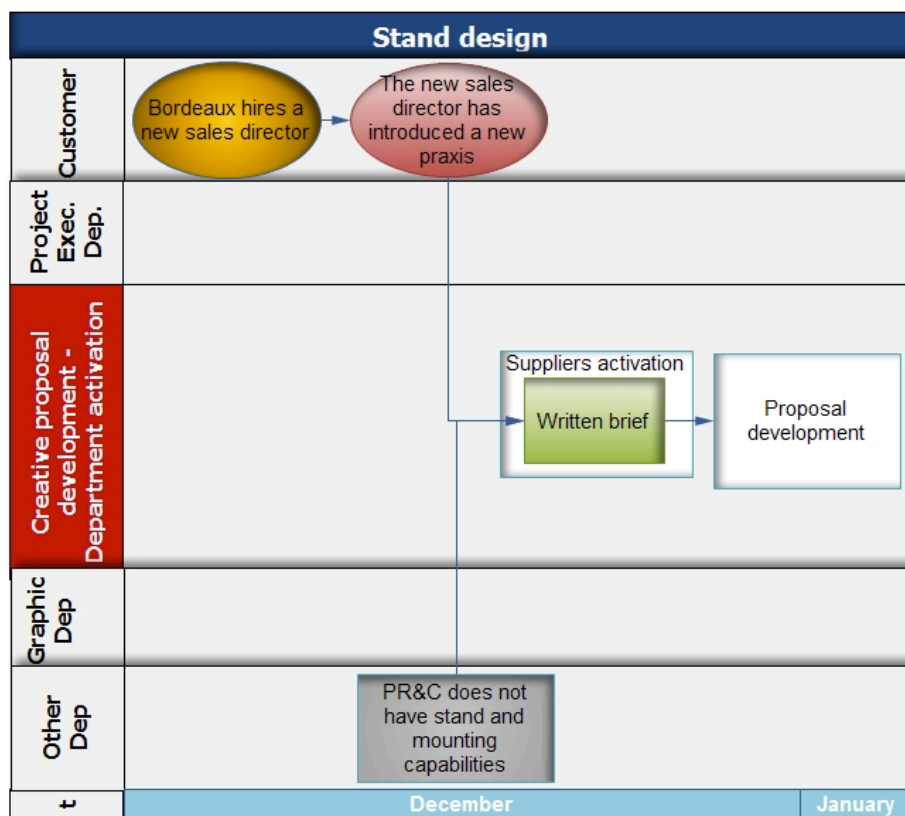 Stand design
Customer
Bordeaux hires a
new sales director
The new sales
director has
introduced a new
praxis
Project
Exec.
Dep.
Creative proposal
development -
Department activation
Suppliers activation
Written brief
Proposal
development
Graphic
Dep
Other
Dep
PR&C does not
have stand and
mounting
capabilities
t
December
January